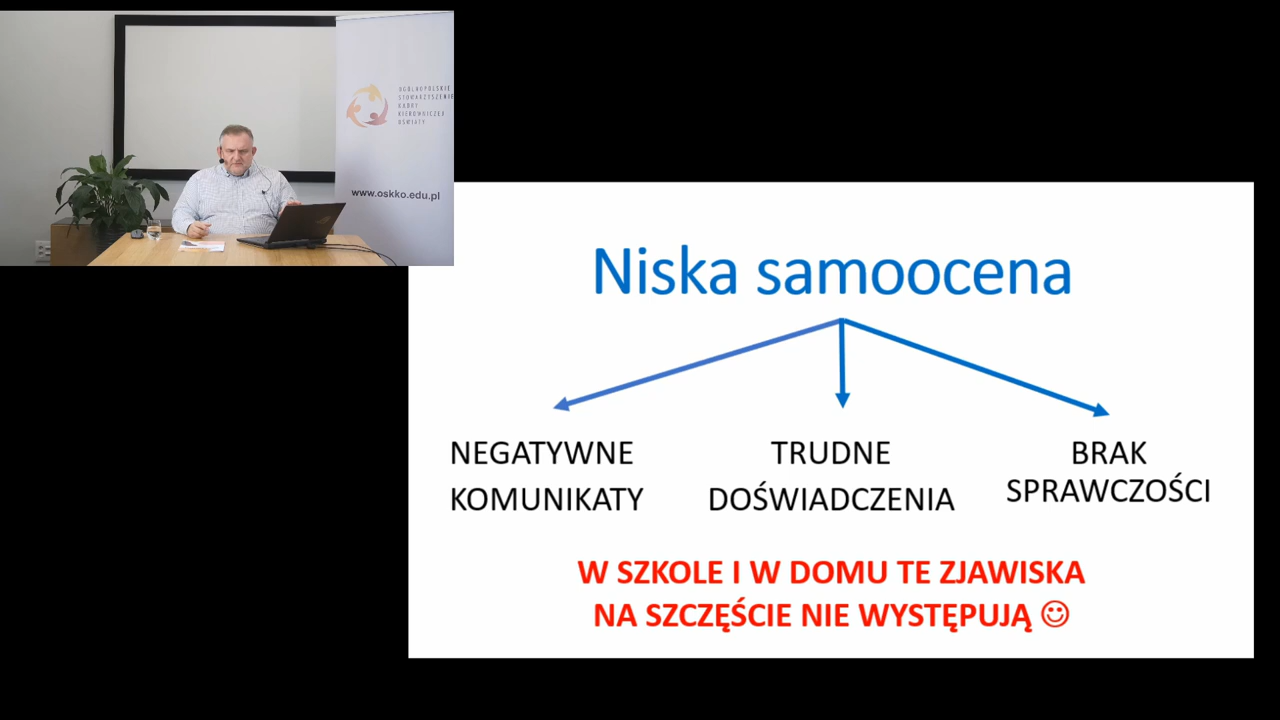 OGÓLNOPOLSKIE
STOWARZYSZENIE
KADRY
KIEROWNICZEJ
OŚWIATY
www.oskko.edu.pl
Niska samoocena
NEGATYWNE
KOMUNIKATY
TRUDNE
DOŚWIADCZENIA
BRAK
SPRAWCZOŚCI
W SZKOLE I W DOMU TE ZJAWISKA
NA SZCZĘŚCIE NIE WYSTĘPUJĄ ☺